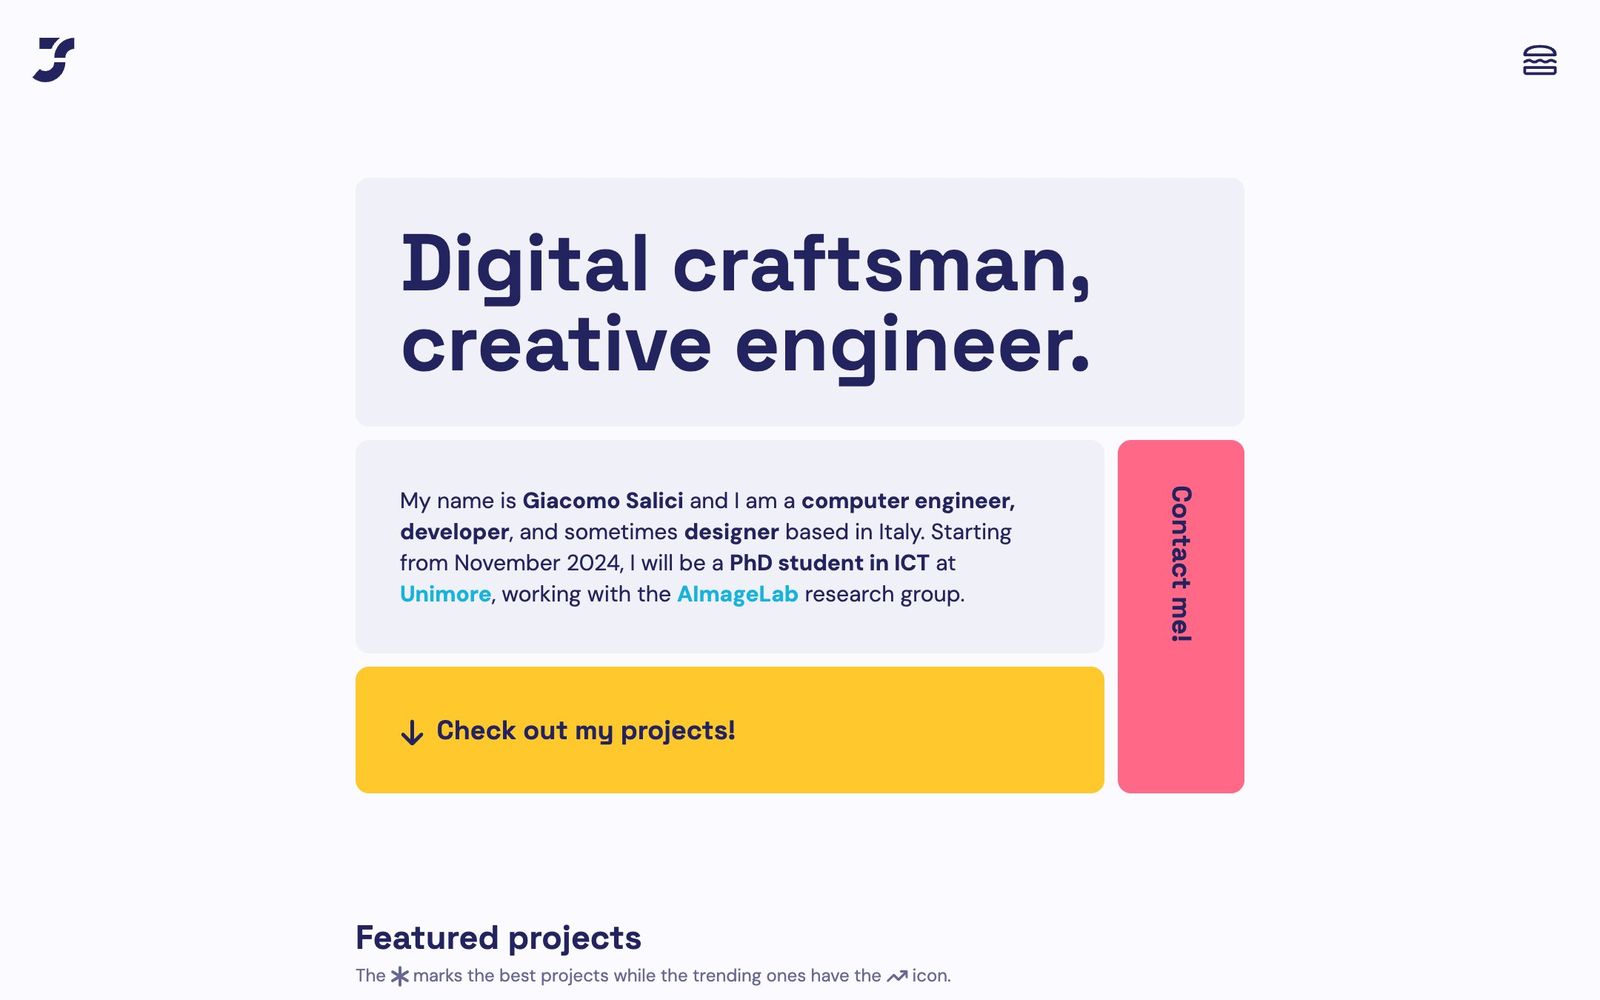 Digital craftsman,
creative engineer.
My name is Giacomo Salici and I am a computer engineer,
developer, and sometimes designer based in Italy. Starting
from November 2024, I will be a PhD student in ICT at
Unimore, working with the AImageLab research group.
Contact me!
Check out my projects!
Featured projects
The marks the best projects while the trending ones have the icon.